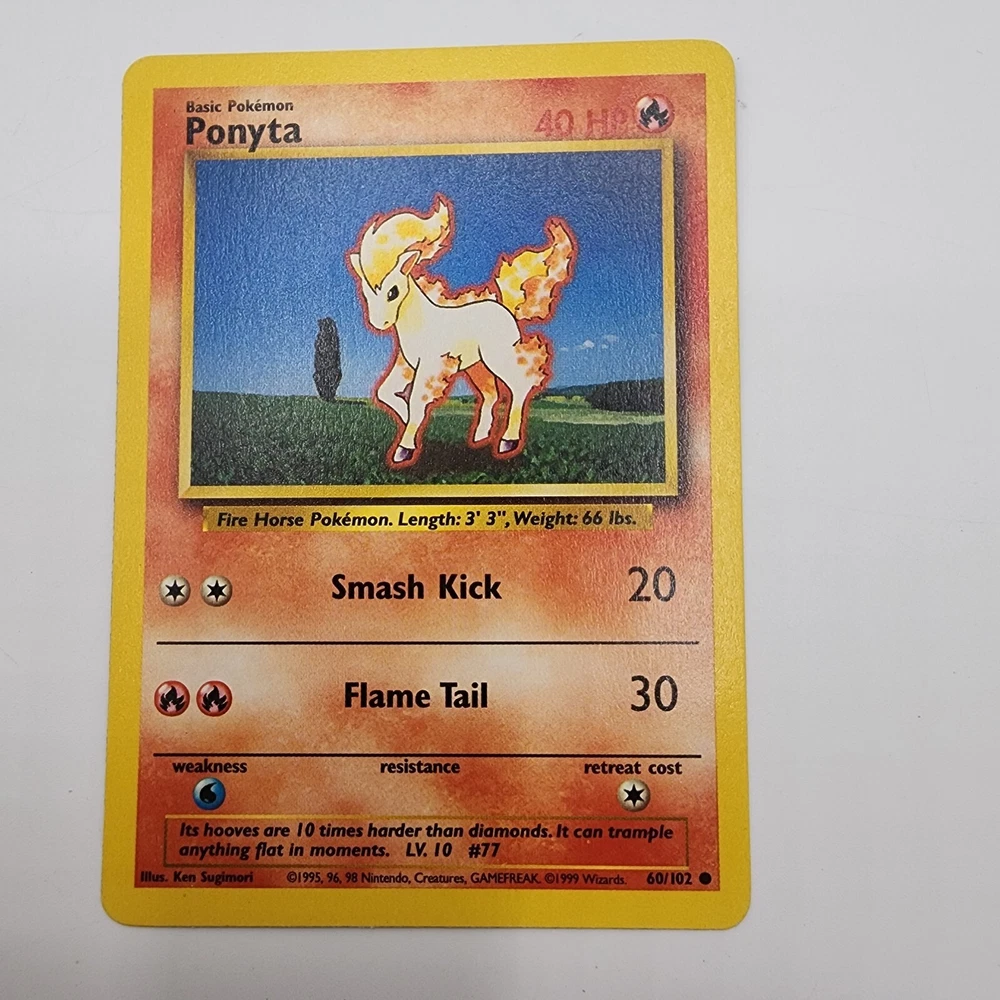 Basic Pokémon
Ponyta
40 HP
Fire Horse Pokémon. Length: 3' 3", Weight: 66 lbs.
Smash Kick 20
Flame Tail 30
weakness resistance retreat cost
Its hooves are 10 times harder than diamonds. It can trample
anything flat in moments. LV. 10 #77
Illus. Ken Sugimori ©1995, 96, 98 Nintendo, Creatures, GAMEFREAK. ©1999 Wizards. 60/102